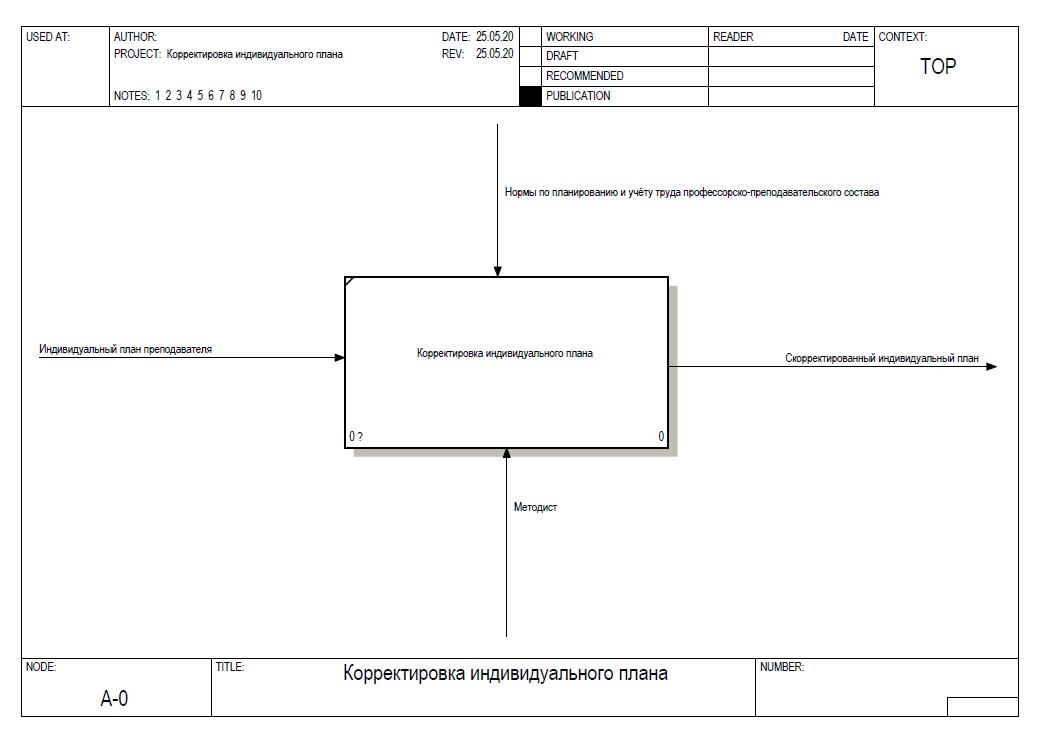 USED AT:
AUTHOR:
DATE: 25.05.20
PROJECT: Корректировка индивидуального плана
REV: 25.05.20
NOTES: 1 2 3 4 5 6 7 8 9 10
WORKING
DRAFT
RECOMMENDED
PUBLICATION
READER DATE
CONTEXT:
TOP
Нормы по планированию и учёту труда профессорско-преподавательского состава
Индивидуальный план преподавателя
Корректировка индивидуального плана
Скорректированный индивидуальный план
0 ? 0
Методист
NODE:
A-0
TITLE:
Корректировка индивидуального плана
NUMBER: